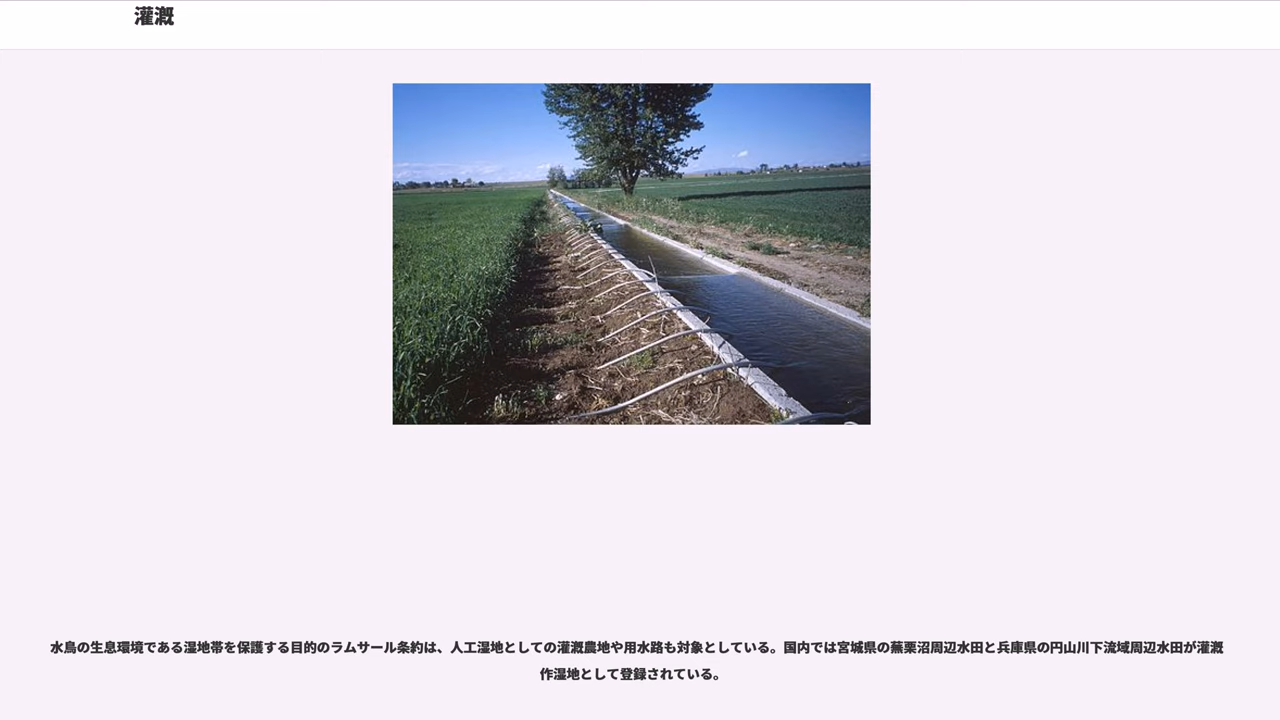 灌漑
水鳥の生息環境である湿地帯を保護する目的のラムサール条約は、人工湿地としての灌漑農地や用水路も対象としている。国内では宮城県の蕪栗沼周辺水田と兵庫県の円山川下流域周辺水田が灌漑
作湿地として登録されている。